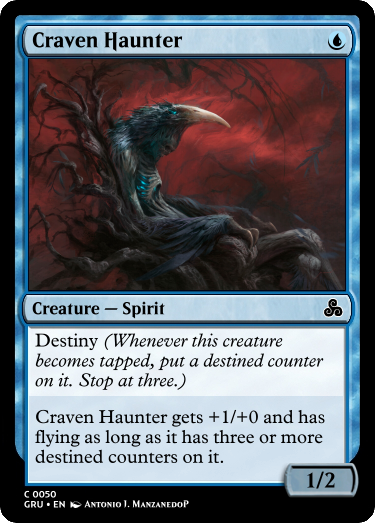 Craven Haunter
Creature — Spirit
Destiny (Whenever this creature
becomes tapped, put a destined counter
on it. Stop at three.)
Craven Haunter gets +1/+0 and has
flying as long as it has three or more
destined counters on it.
1/2
C 0050
GRU • EN Antonio J. ManzanedoP